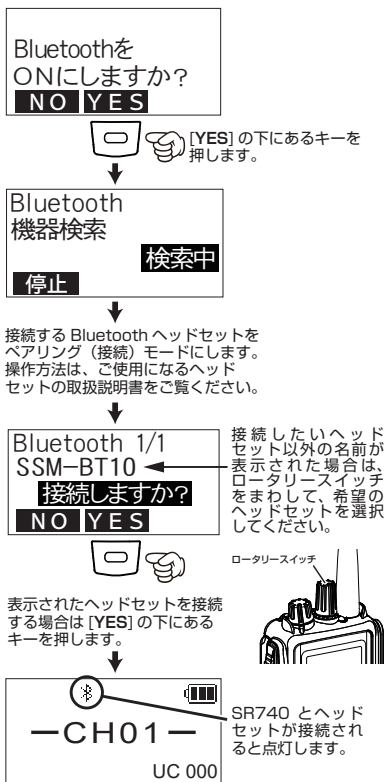 Bluetoothを
ONにしますか?
NO YES
[YES] の下にあるキーを
押します。
Bluetooth
機器検索
検索中
停止
接続する Bluetooth ヘッドセットを
ペアリング（接続）モードにします。
操作方法は、ご使用になるヘッド
セットの取扱説明書をご覧ください。
Bluetooth 1/1
SSM-BT10
接続しますか?
NO YES
接続したいヘッド
セット以外の名前が
表示された場合は、
ロータリースイッチ
をまわして、希望の
ヘッドセットを選択
してください。
ロータリースイッチ
表示されたヘッドセットを接続
する場合は [YES] の下にある
キーを押します。
－CH01－
UC 000
SR740 とヘッド
セットが接続され
ると点灯します。